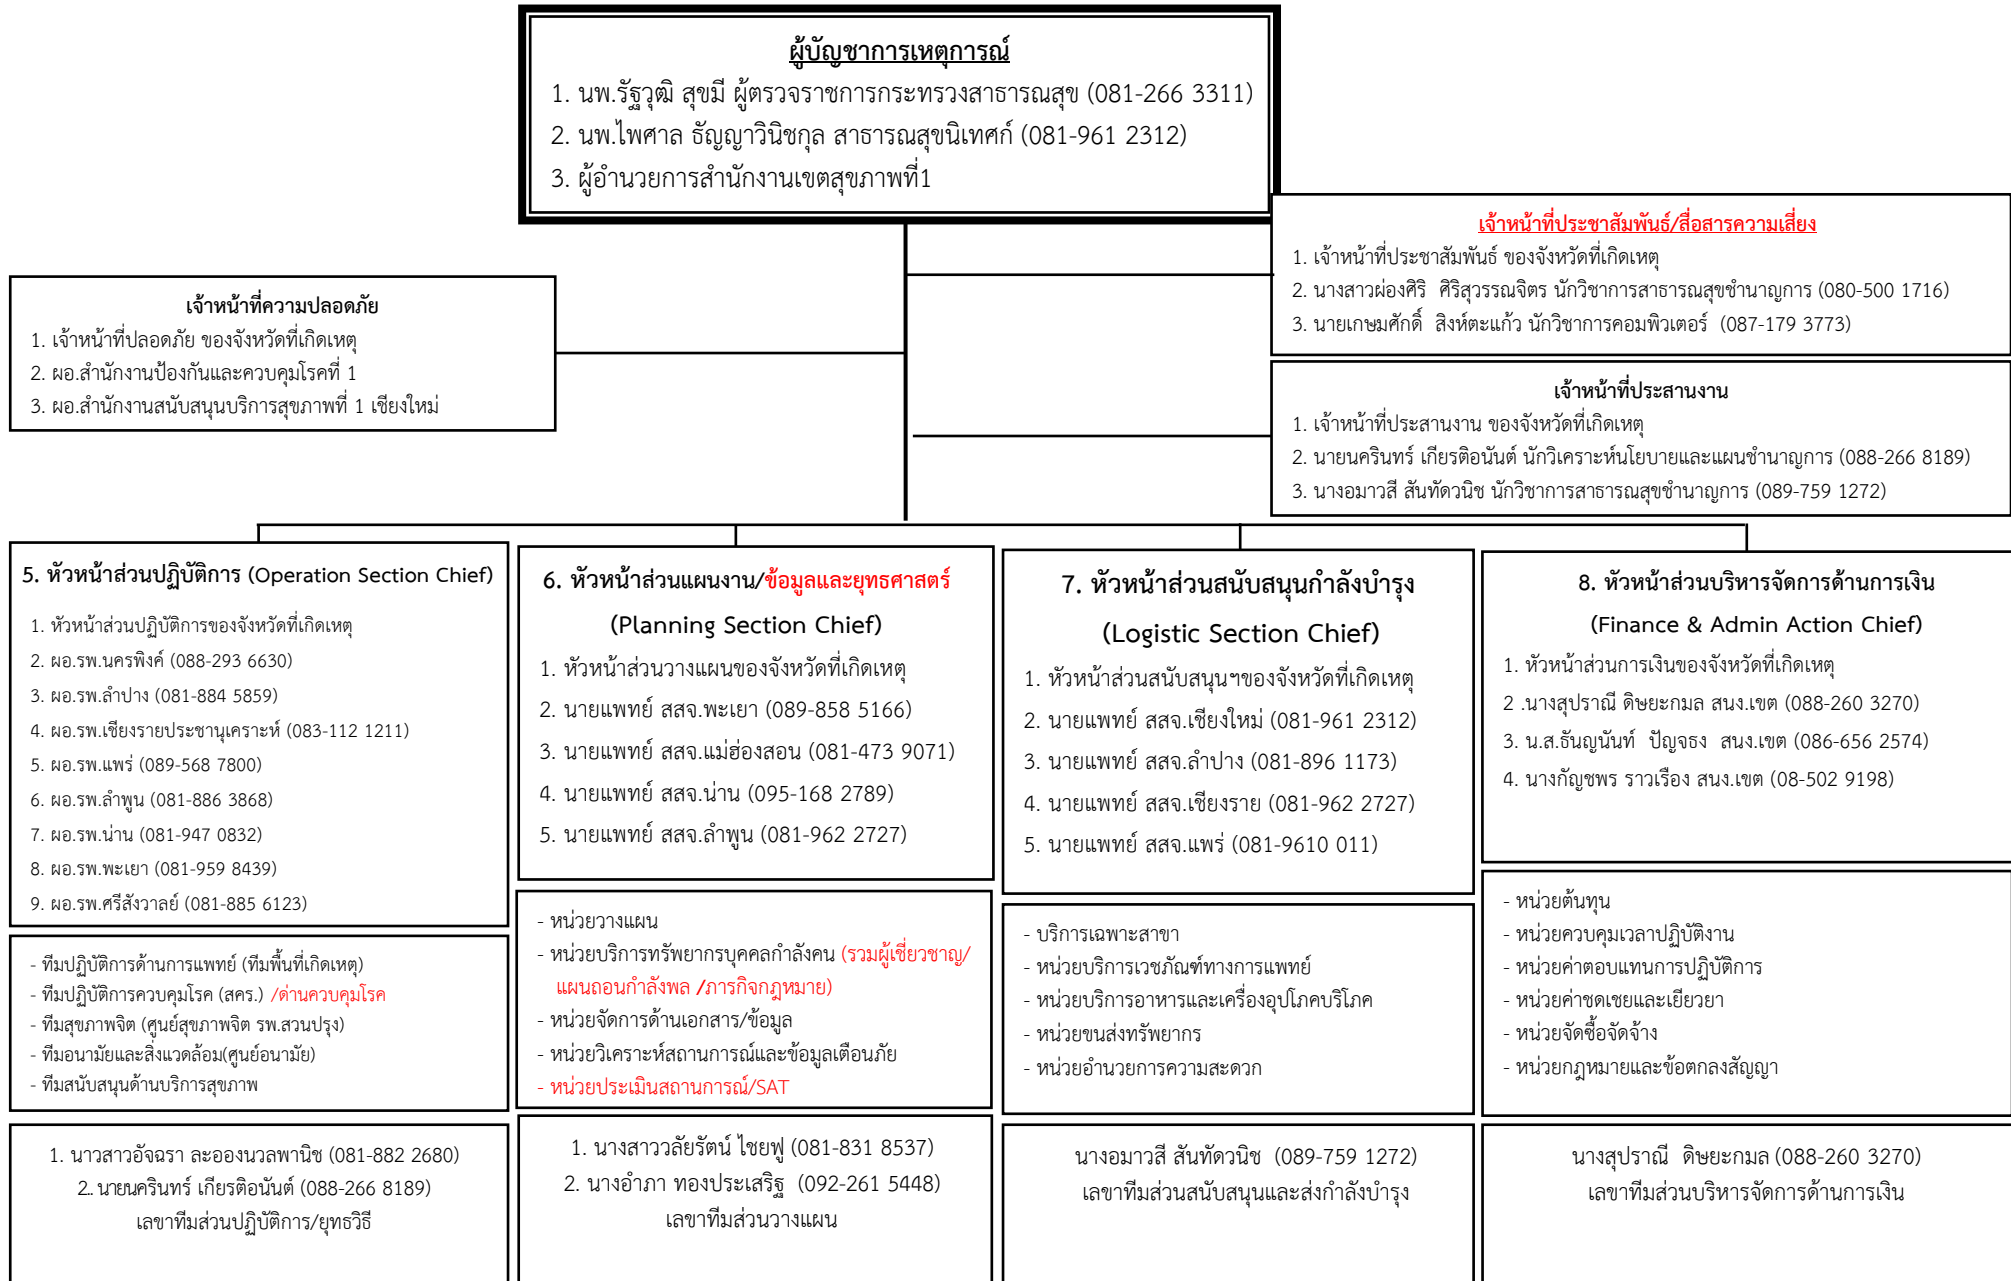 ผู้บัญชาการเหตุการณ์
1. นพ.รัฐวุฒิ สุขมี ผู้ตรวจราชการกระทรวงสาธารณสุข (081-266 3311)
2. นพ.ไพศาล ธัญญาวินิชกุล สาธารณสุขนิเทศก์ (081-961 2312)
3. ผู้อำนวยการสำนักงานเขตสุขภาพที่1
เจ้าหน้าที่ประชาสัมพันธ์/สื่อสารความเสี่ยง
1. เจ้าหน้าที่ประชาสัมพันธ์ ของจังหวัดที่เกิดเหตุ
2. นางสาวผ่องศิริ ศิริสุวรรณจิตร นักวิชาการสาธารณสุขชำนาญการ (080-500 1716)
3. นายเกษมศักดิ์ สิงห์ตะแก้ว นักวิชาการคอมพิวเตอร์ (087-179 3773)
เจ้าหน้าที่ความปลอดภัย
1. เจ้าหน้าที่ปลอดภัย ของจังหวัดที่เกิดเหตุ
2. ผอ.สำนักงานป้องกันและควบคุมโรคที่ 1
3. ผอ.สำนักงานสนับสนุนบริการสุขภาพที่ 1 เชียงใหม่
เจ้าหน้าที่ประสานงาน
1. เจ้าหน้าที่ประสานงาน ของจังหวัดที่เกิดเหตุ
2. นายนครินทร์ เกียรติอนันต์ นักวิเคราะห์นโยบายและแผนชำนาญการ (088-266 8189)
3. นางอมาวสี สันทัดวนิช นักวิชาการสาธารณสุขชำนาญการ (089-759 1272)
5. หัวหน้าส่วนปฏิบัติการ (Operation Section Chief)
1. หัวหน้าส่วนปฏิบัติการของจังหวัดที่เกิดเหตุ
2. ผอ.รพ.นครพิงค์ (088-293 6630)
3. ผอ.รพ.ลำปาง (081-884 5859)
4. ผอ.รพ.เชียงรายประชานุเคราะห์ (083-112 1211)
5. ผอ.รพ.แพร่ (089-568 7800)
6. ผอ.รพ.ลำพูน (081-886 3868)
7. ผอ.รพ.น่าน (081-947 0832)
8. ผอ.รพ.พะเยา (081-959 8439)
9. ผอ.รพ.ศรีสังวาลย์ (081-885 6123)
- ทีมปฏิบัติการด้านการแพทย์ (ทีมพื้นที่เกิดเหตุ)
- ทีมปฏิบัติการควบคุมโรค (สคร.) /ด่านควบคุมโรค
- ทีมสุขภาพจิต (ศูนย์สุขภาพจิต รพ.สวนปรุง)
- ทีมอนามัยและสิ่งแวดล้อม(ศูนย์อนามัย)
- ทีมสนับสนุนด้านบริการสุขภาพ
1. นาวสาวอัจฉรา ละอองนวลพานิช (081-882 2680)
2.. นายนครินทร์ เกียรติอนันต์ (088-266 8189)
เลขาทีมส่วนปฏิบัติการ/ยุทธวิธี
6. หัวหน้าส่วนแผนงาน/ข้อมูลและยุทธศาสตร์
(Planning Section Chief)
1. หัวหน้าส่วนวางแผนของจังหวัดที่เกิดเหตุ
2. นายแพทย์ สสจ.พะเยา (089-858 5166)
3. นายแพทย์ สสจ.แม่ฮ่องสอน (081-473 9071)
4. นายแพทย์ สสจ.น่าน (095-168 2789)
5. นายแพทย์ สสจ.ลำพูน (081-962 2727)
- หน่วยวางแผน
- หน่วยบริการทรัพยากรบุคคลกำลังคน (รวมผู้เชี่ยวชาญ/
แผนถอนกำลังพล /ภารกิจกฎหมาย)
- หน่วยจัดการด้านเอกสาร/ข้อมูล
- หน่วยวิเคราะห์สถานการณ์และข้อมูลเตือนภัย
- หน่วยประเมินสถานการณ์/SAT
1. นางสาววลัยรัตน์ ไชยฟู (081-831 8537)
2. นางอำภา ทองประเสริฐ (092-261 5448)
เลขาทีมส่วนวางแผน
7. หัวหน้าส่วนสนับสนุนกำลังบำรุง
(Logistic Section Chief)
1. หัวหน้าส่วนสนับสนุนฯของจังหวัดที่เกิดเหตุ
2. นายแพทย์ สสจ.เชียงใหม่ (081-961 2312)
3. นายแพทย์ สสจ.ลำปาง (081-896 1173)
4. นายแพทย์ สสจ.เชียงราย (081-962 2727)
5. นายแพทย์ สสจ.แพร่ (081-9610 011)
- บริการเฉพาะสาขา
- หน่วยบริการเวชภัณฑ์ทางการแพทย์
- หน่วยบริการอาหารและเครื่องอุปโภคบริโภค
- หน่วยขนส่งทรัพยากร
- หน่วยอำนวยการความสะดวก
นางอมาวสี สันทัดวนิช (089-759 1272)
เลขาทีมส่วนสนับสนุนและส่งกำลังบำรุง
8. หัวหน้าส่วนบริหารจัดการด้านการเงิน
(Finance & Admin Action Chief)
1. หัวหน้าส่วนการเงินของจังหวัดที่เกิดเหตุ
2 .นางสุปราณี ดิษยะกมล สนง.เขต (088-260 3270)
3. น.ส.ธันญนันท์ ปัญจธง สนง.เขต (086-656 2574)
4. นางกัญชพร ราวเรือง สนง.เขต (08-502 9198)
- หน่วยต้นทุน
- หน่วยควบคุมเวลาปฏิบัติงาน
- หน่วยค่าตอบแทนการปฏิบัติการ
- หน่วยค่าชดเชยและเยียวยา
- หน่วยจัดซื้อจัดจ้าง
- หน่วยกฎหมายและข้อตกลงสัญญา
นางสุปราณี ดิษยะกมล (088-260 3270)
เลขาทีมส่วนบริหารจัดการด้านการเงิน